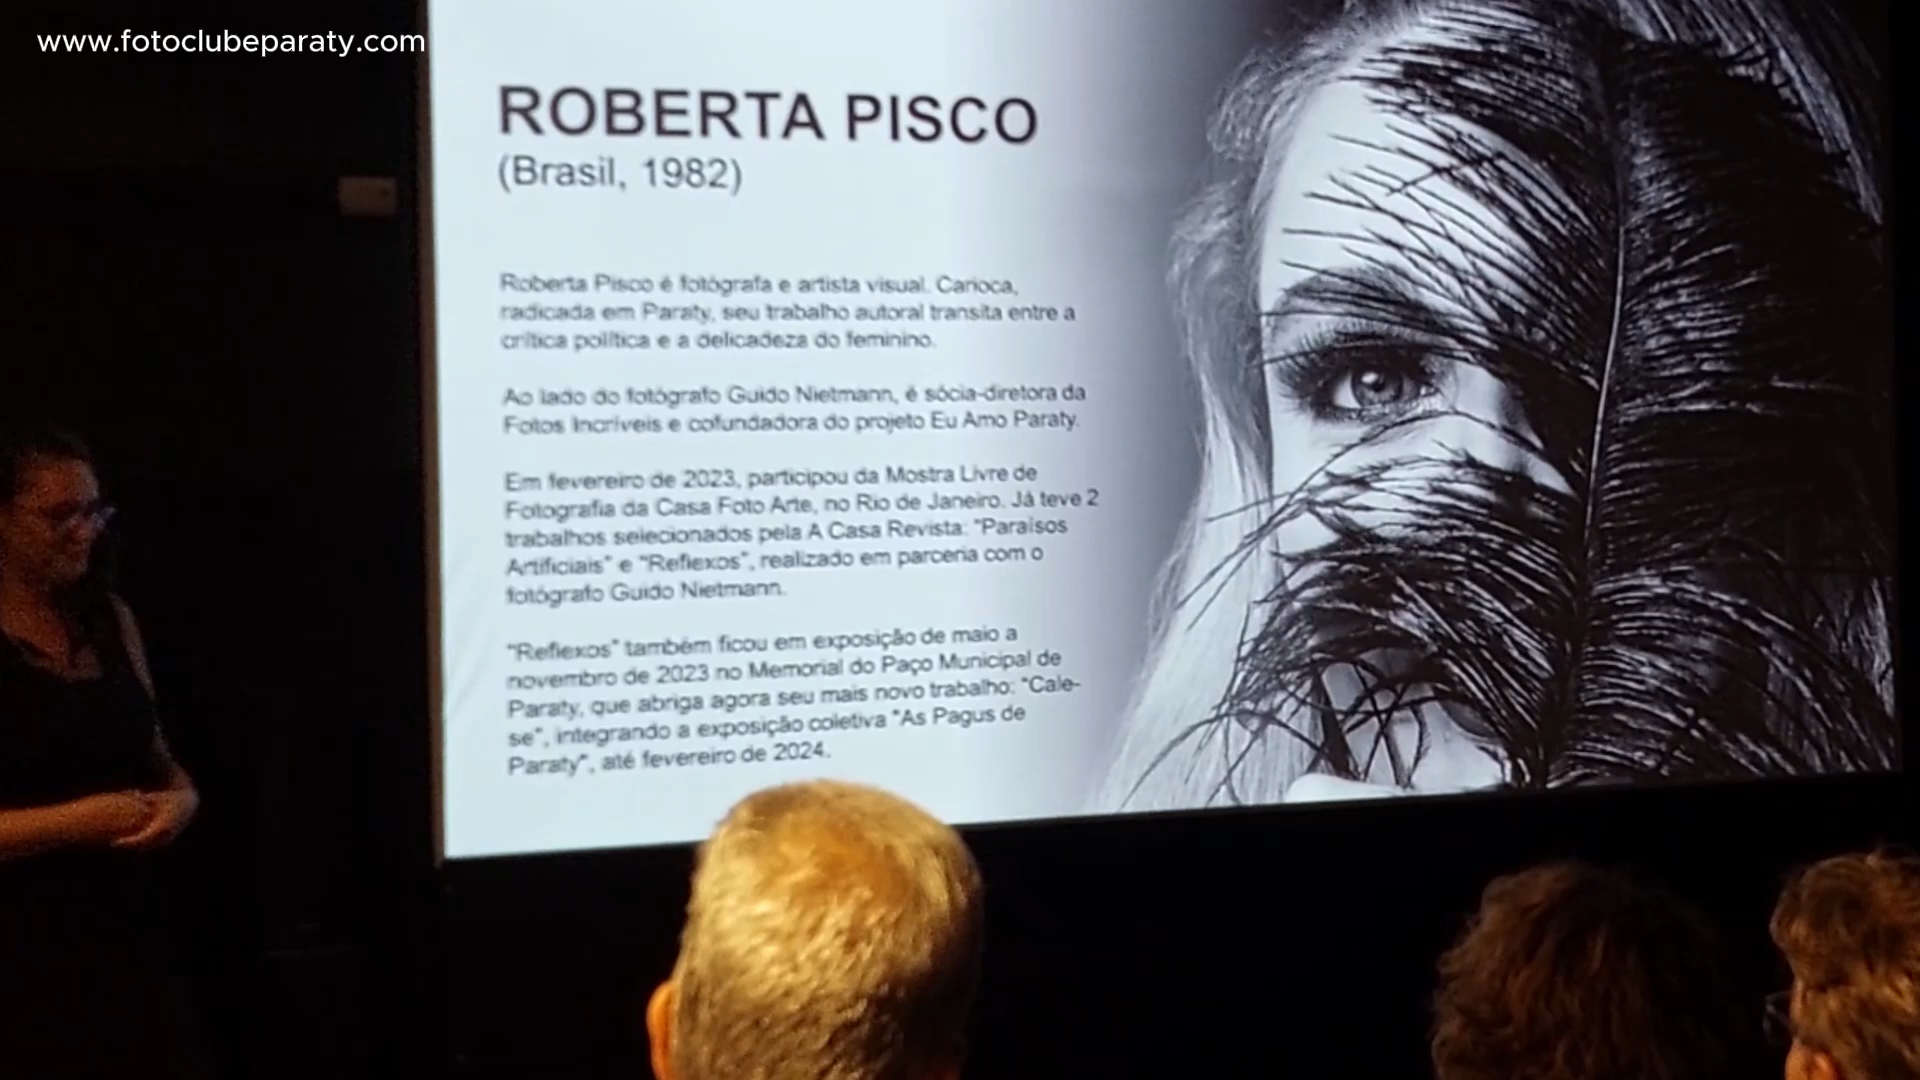 www.fotoclubeparaty.com
ROBERTA PISCO
(Brasil, 1982)
Roberta Pisco é fotógrafa e artista visual. Carioca,
radicada em Paraty, seu trabalho autoral transita entre a
crítica política e a delicadeza do feminino.
Ao lado do fotógrafo Guido Nietmann, é sócia-diretora da
Fotos Incríveis e cofundadora do projeto Eu Amo Paraty.
Em fevereiro de 2023, participou da Mostra Livre de
Fotografia da Casa Foto Arte, no Rio de Janeiro. Já teve 2
trabalhos selecionados pela A Casa Revista: "Paraísos
Artificiais" e "Reflexos", realizado em parceria com o
fotógrafo Guido Nietmann.
"Reflexos" também ficou em exposição de maio a
novembro de 2023 no Memorial do Paço Municipal de
Paraty, que abriga agora seu mais novo trabalho: "Cale-
se", integrando a exposição coletiva "As Pagus de
Paraty", até fevereiro de 2024.